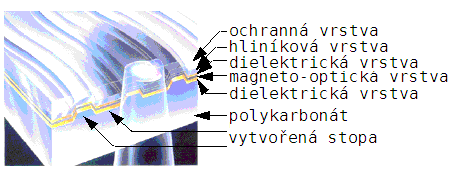 ochranná vrstva
hliníková vrstva
dielektrická vrstva
magneto-optická vrstva
dielektrická vrstva
polykarbonát
vytvořená stopa